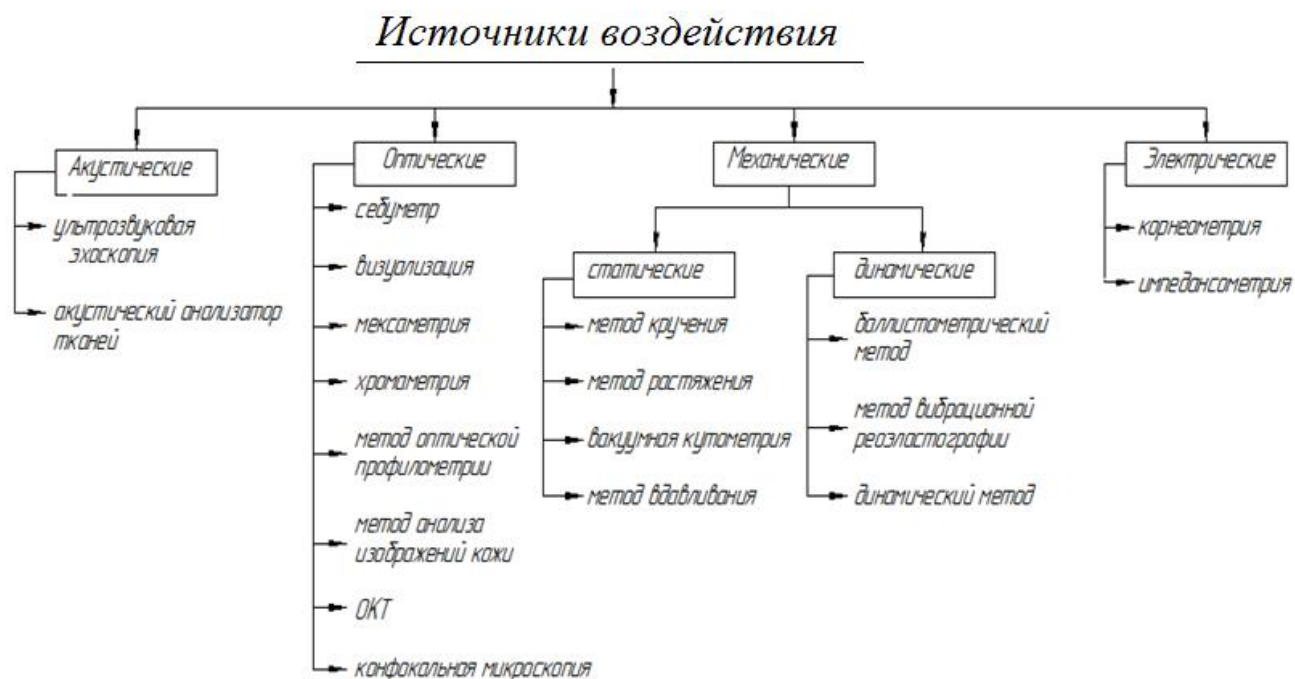 Источники воздействия
Акустические
ультрозвуковая
эхоскопия
акустический анализатор
тканей
Оптические
себуметр
визуализация
мексаметрия
хромаметрия
метод оптической
профилометрии
метод анализа
изображений кожи
ОКТ
конфокольная микроскопия
Механические
статические
метод кручения
метод растяжения
вакуумная кутометрия
метод вдавливания
динамические
баллистометрический
метод
метод вибрационной
реоэластографии
динамический метод
Электрические
корнеометрия
импедансометрия